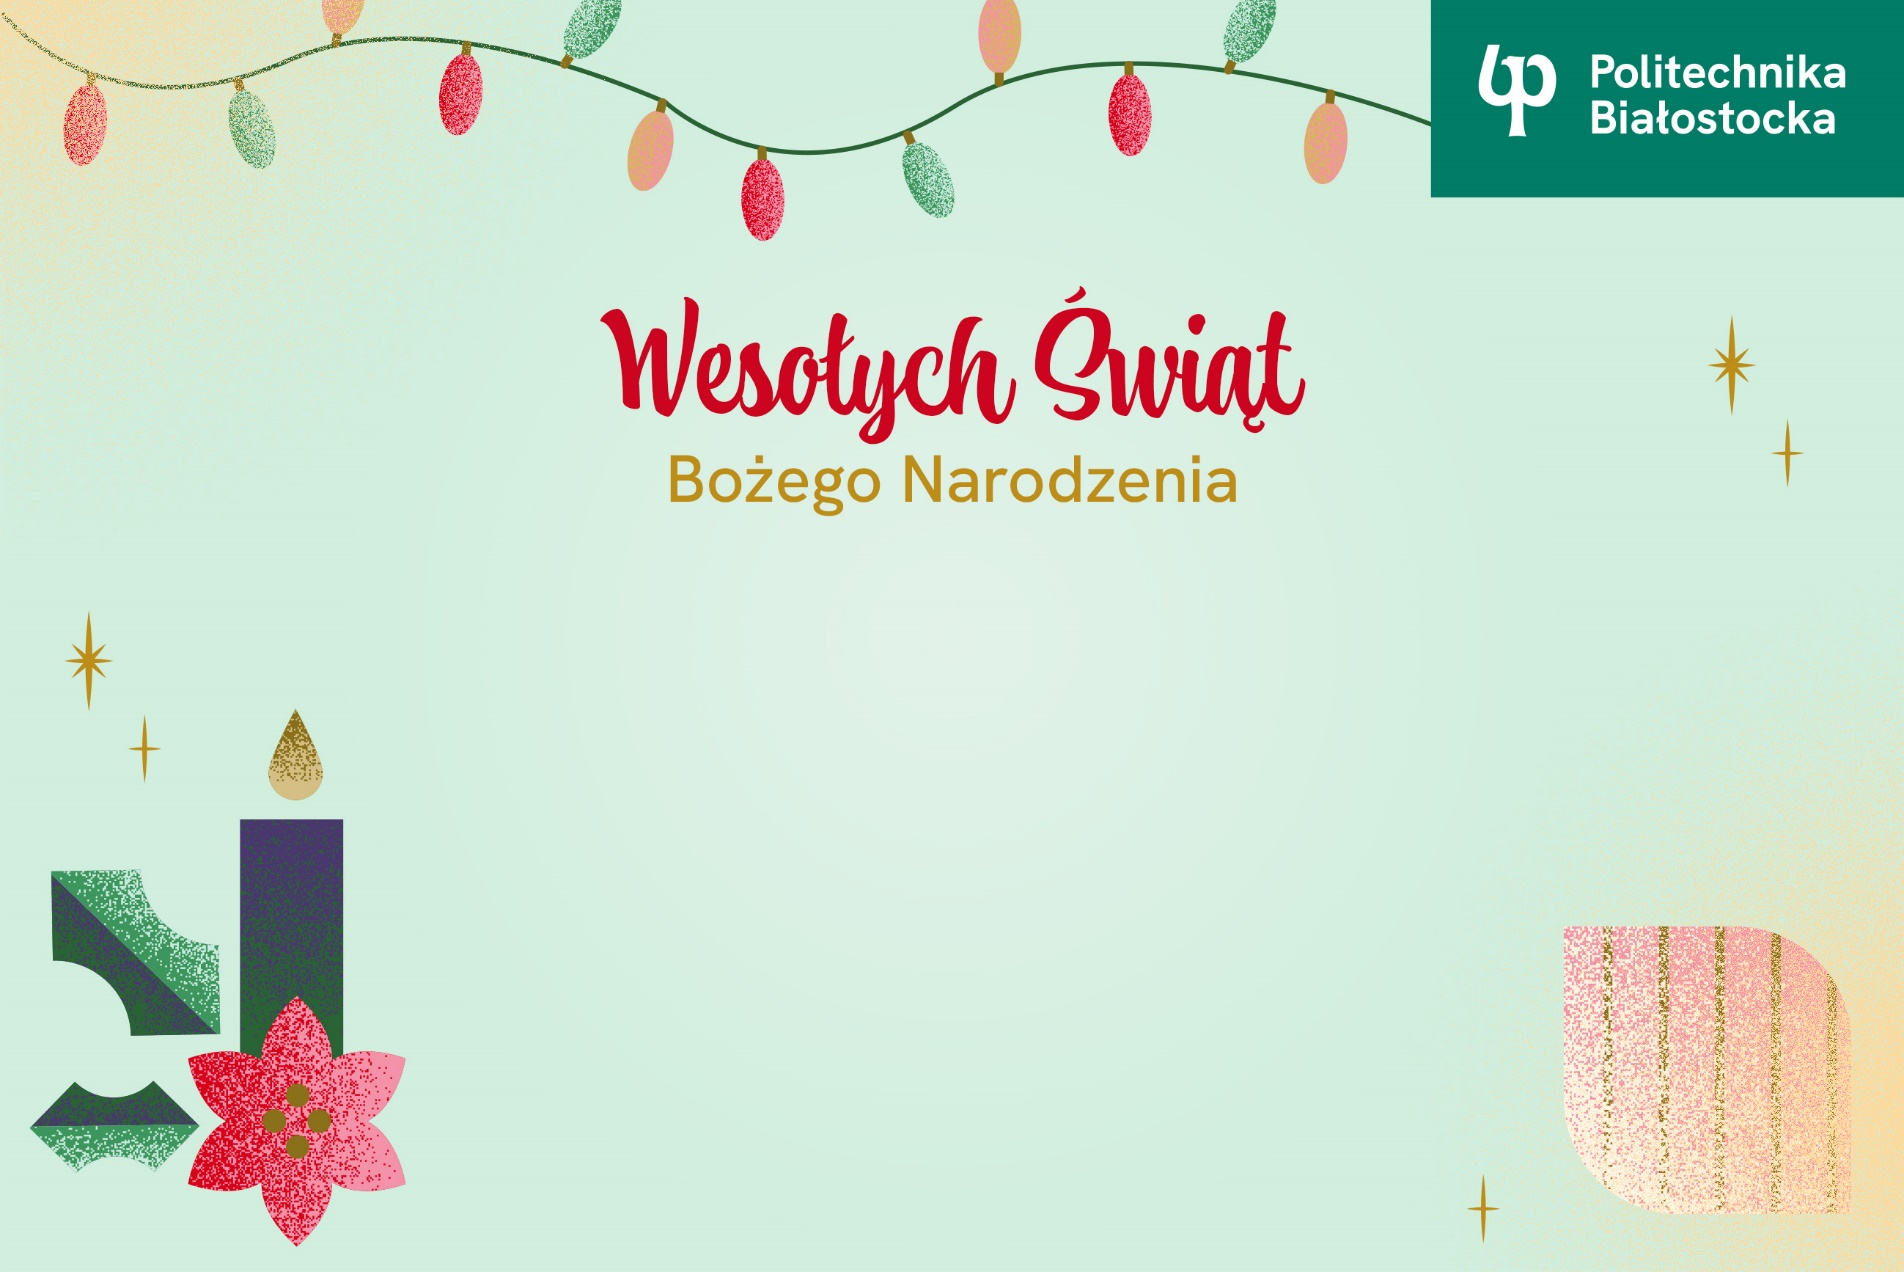 Politechnika
Białostocka
Wesołych Świąt
Bożego Narodzenia